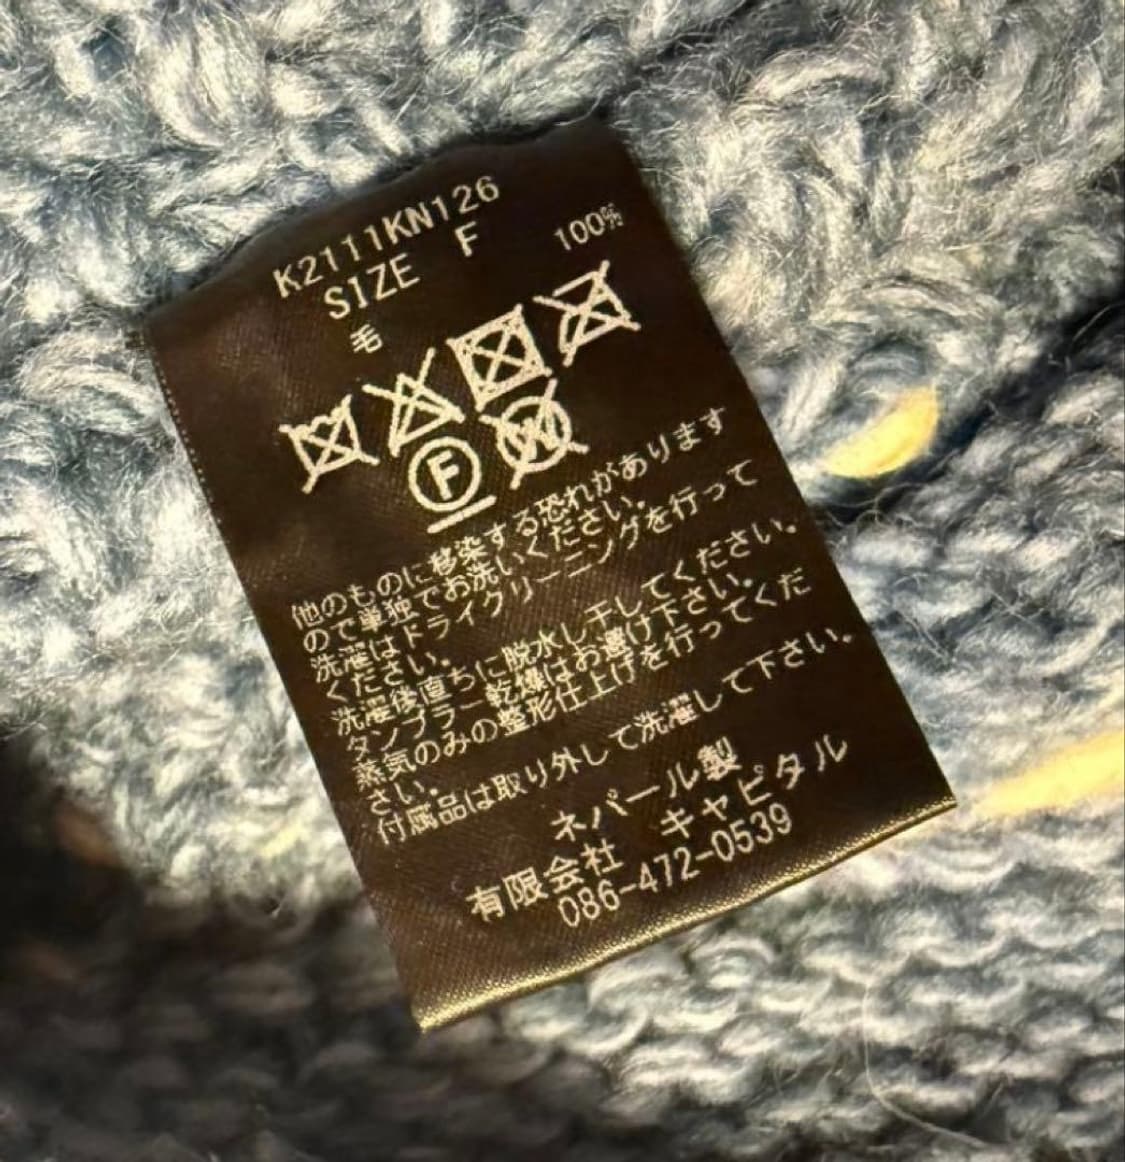 K2111KN126
SIZE F
毛 100%
F
W
他のものに移染する恐れがあります
ので単独でお洗いください。
洗濯はドライクリーニングを行って
ください。
洗濯後直ちに脱水し干してください。
タンブラー乾燥はお避け下さい。
蒸気のみの整形仕上げを行ってくだ
さい。
付属品は取り外して洗濯して下さい。
ネパール製
有限会社 キャピタル
086-472-0539